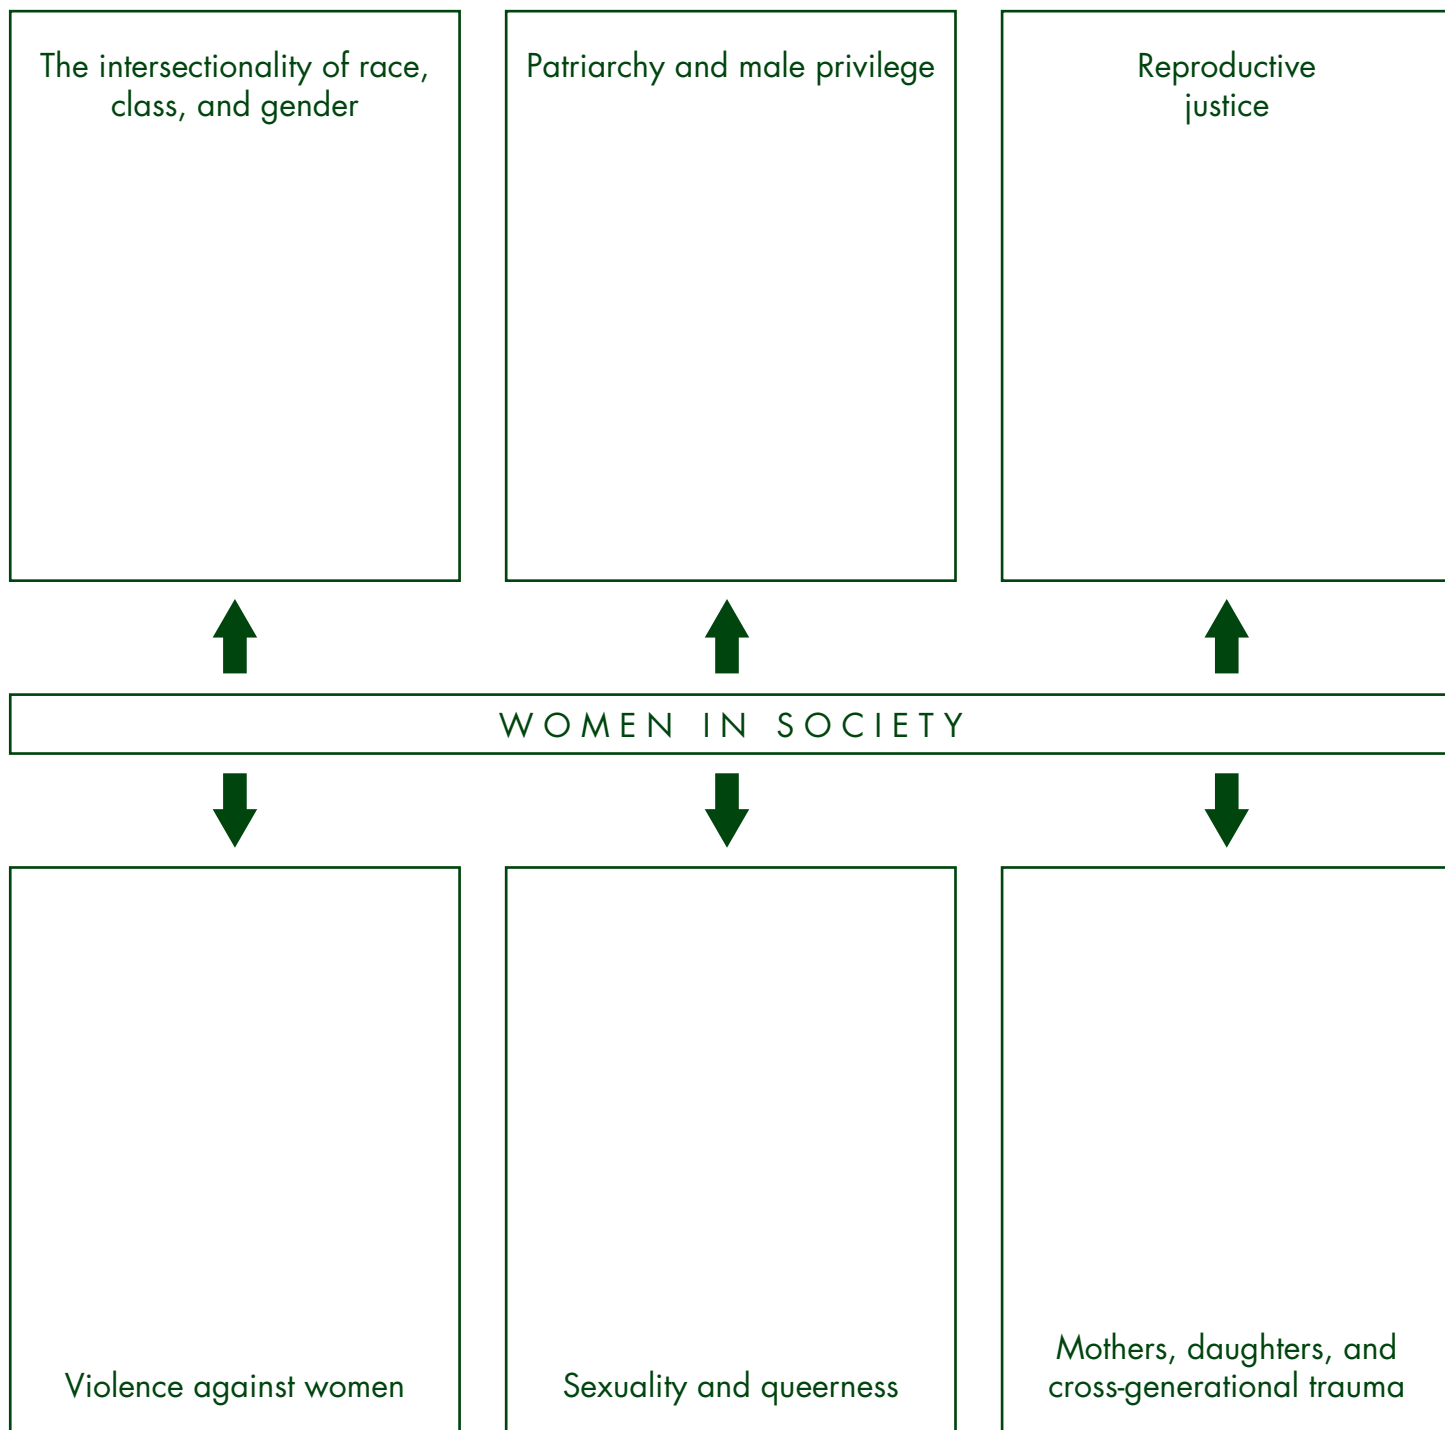 The intersectionality of race,
class, and gender
Patriarchy and male privilege
Reproductive
justice
WOMEN IN SOCIETY
Violence against women
Sexuality and queerness
Mothers, daughters, and
cross-generational trauma